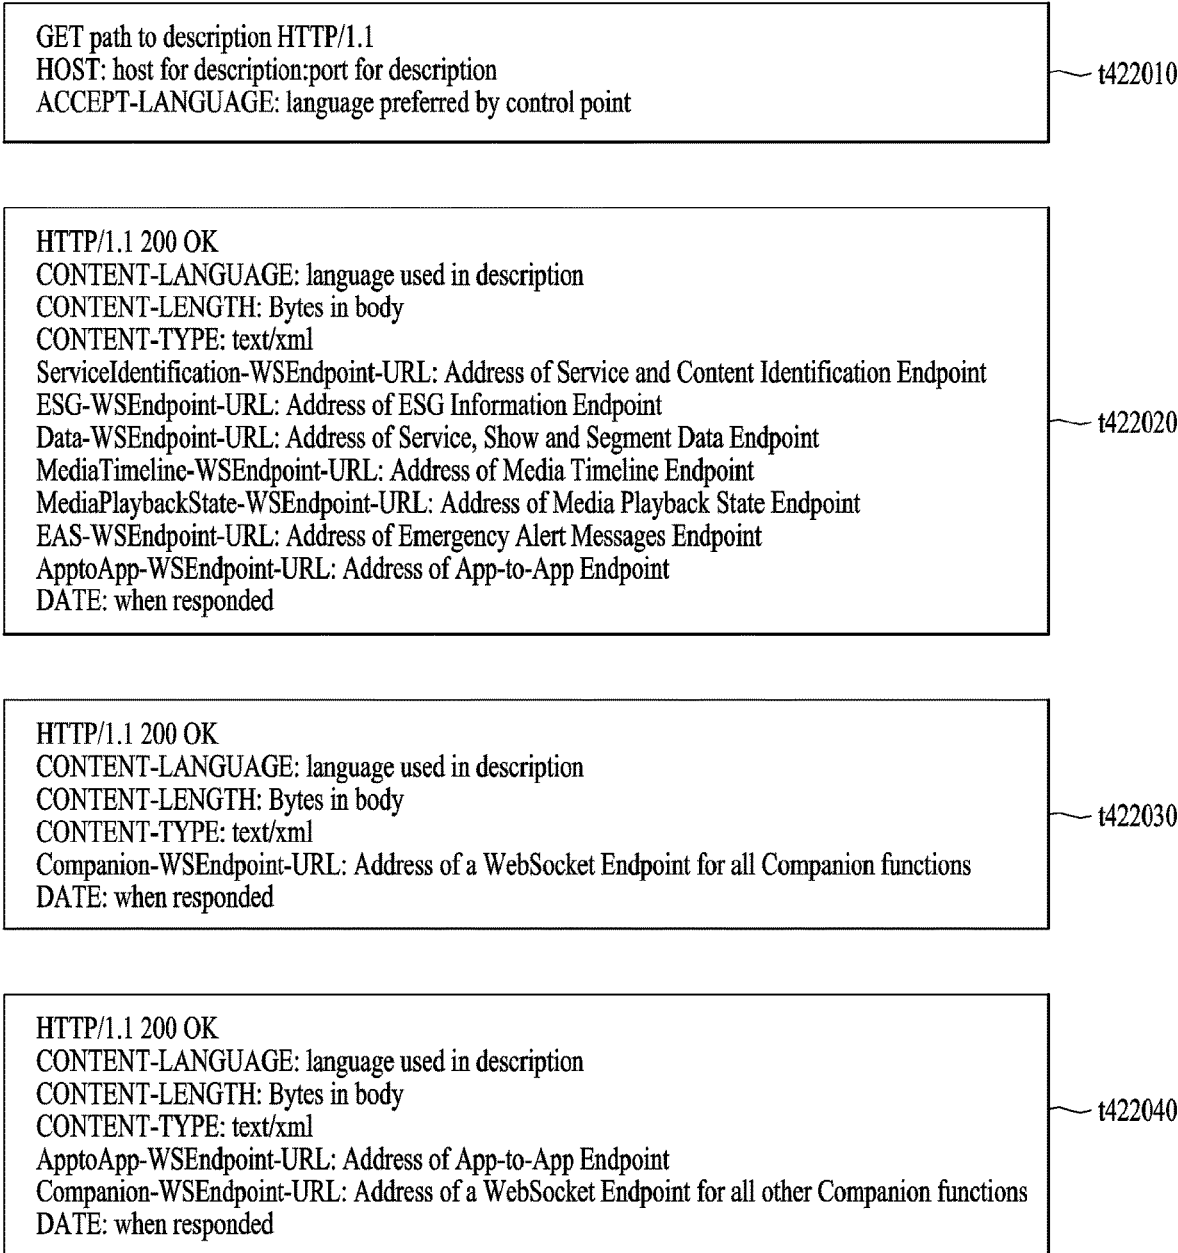 GET path to description HTTP/1.1
HOST: host for description:port for description
ACCEPT-LANGUAGE: language preferred by control point
t422010
HTTP/1.1 200 OK
CONTENT-LANGUAGE: language used in description
CONTENT-LENGTH: Bytes in body
CONTENT-TYPE: text/xml
ServiceIdentification-WSEndpoint-URL: Address of Service and Content Identification Endpoint
ESG-WSEndpoint-URL: Address of ESG Information Endpoint
Data-WSEndpoint-URL: Address of Service, Show and Segment Data Endpoint
MediaTimeline-WSEndpoint-URL: Address of Media Timeline Endpoint
MediaPlaybackState-WSEndpoint-URL: Address of Media Playback State Endpoint
EAS-WSEndpoint-URL: Address of Emergency Alert Messages Endpoint
ApptoApp-WSEndpoint-URL: Address of App-to-App Endpoint
DATE: when responded
t422020
HTTP/1.1 200 OK
CONTENT-LANGUAGE: language used in description
CONTENT-LENGTH: Bytes in body
CONTENT-TYPE: text/xml
Companion-WSEndpoint-URL: Address of a WebSocket Endpoint for all Companion functions
DATE: when responded
t422030
HTTP/1.1 200 OK
CONTENT-LANGUAGE: language used in description
CONTENT-LENGTH: Bytes in body
CONTENT-TYPE: text/xml
ApptoApp-WSEndpoint-URL: Address of App-to-App Endpoint
Companion-WSEndpoint-URL: Address of a WebSocket Endpoint for all other Companion functions
DATE: when responded
t422040